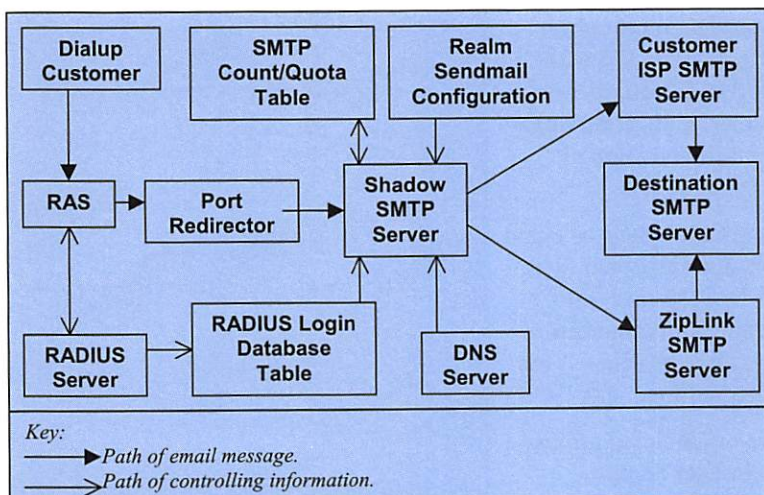 Dialup
Customer
SMTP
Count/Quota
Table
Realm
Sendmail
Configuration
Customer
ISP SMTP
Server
RAS
Port
Redirector
Shadow
SMTP
Server
Destination
SMTP
Server
RADIUS
Server
RADIUS Login
Database
Table
DNS
Server
ZipLink
SMTP
Server
Key:
Path of email message.
Path of controlling information.